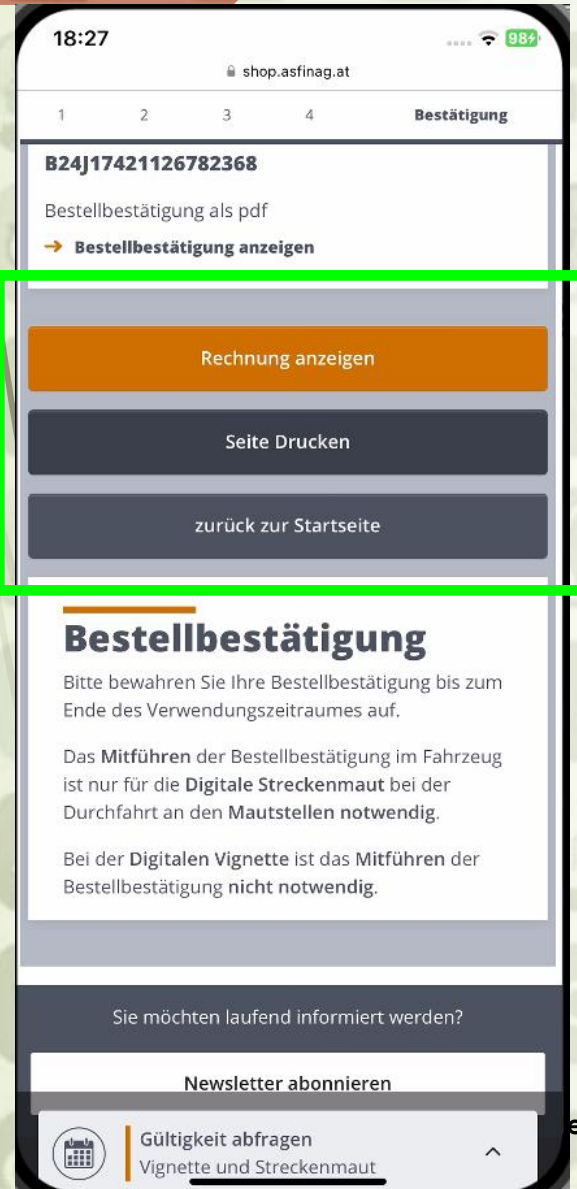 18:27
98
shop.asfinag.at
1 2 3 4 Bestätigung
B24J17421126782368
Bestellbestätigung als pdf
→ Bestellbestätigung anzeigen
Rechnung anzeigen
Seite Drucken
zurück zur Startseite
Bestellbestätigung
Bitte bewahren Sie Ihre Bestellbestätigung bis zum
Ende des Verwendungszeitraumes auf.
Das Mitführen der Bestellbestätigung im Fahrzeug
ist nur für die Digitale Streckenmaut bei der
Durchfahrt an den Mautstellen notwendig.
Bei der Digitalen Vignette ist das Mitführen der
Bestellbestätigung nicht notwendig.
Sie möchten laufend informiert werden?
Newsletter abonnieren
Gültigkeit abfragen
Vignette und Streckenmaut